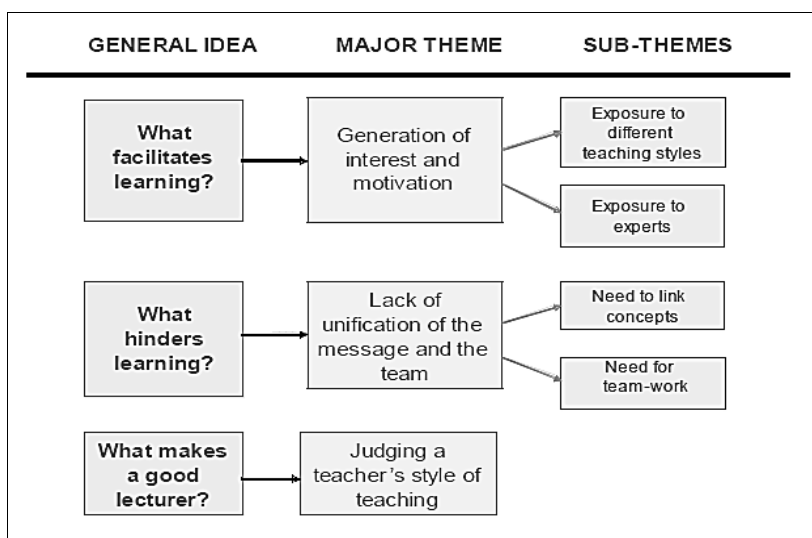 GENERAL IDEA MAJOR THEME SUB-THEMES
What
facilitates
learning?
Generation of
interest and
motivation
Exposure to
different
teaching styles
Exposure to
experts
What
hinders
learning?
Lack of
unification of the
message and the
team
Need to link
concepts
Need for
team-work
What makes
a good
lecturer?
Judging a
teacher’s style of
teaching